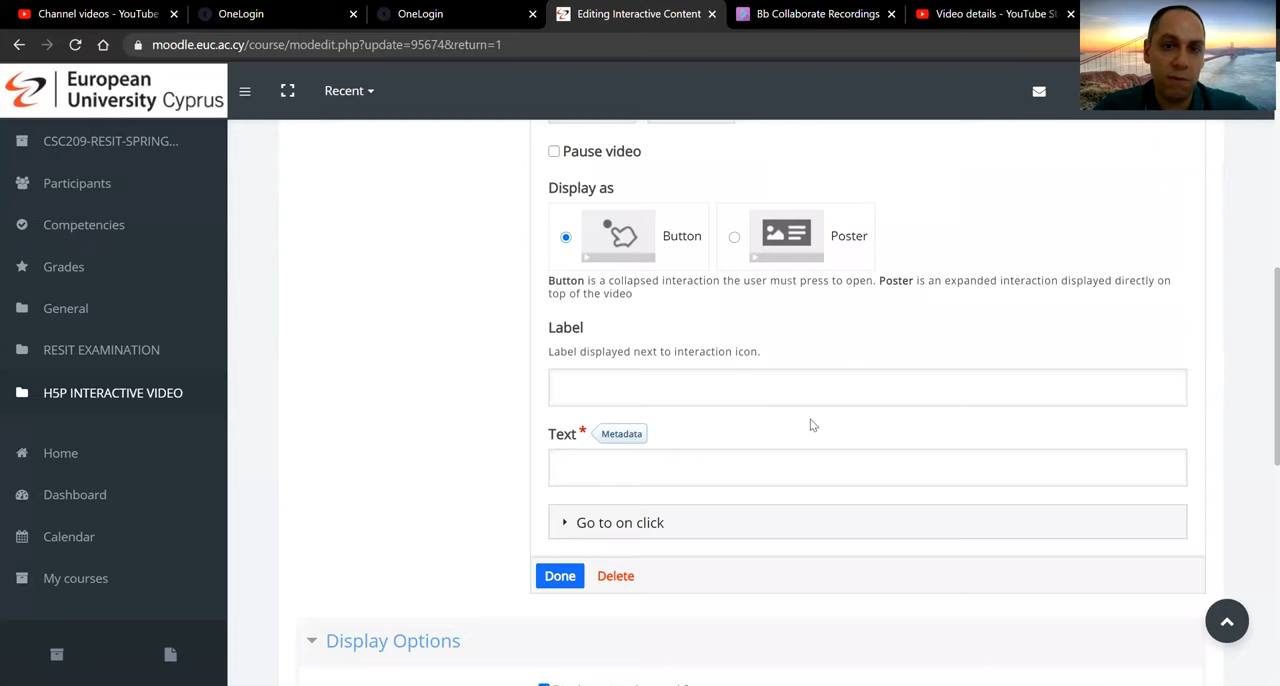 Channel videos - YouTube
OneLogin
OneLogin
Editing Interactive Content
Bb Collaborate Recordings
Video details - YouTube St
moodle.euc.ac.cy/course/modedit.php?update=95674&return=1
European
University Cyprus
Recent
CSC209-RESIT-SPRING...
Participants
Competencies
Grades
General
RESIT EXAMINATION
H5P INTERACTIVE VIDEO
Home
Dashboard
Calendar
My courses
Pause video
Display as
Button
Poster
Button is a collapsed interaction the user must press to open. Poster is an expanded interaction displayed directly on
top of the video
Label
Label displayed next to interaction icon.
Text * Metadata
Go to on click
Done Delete
Display Options